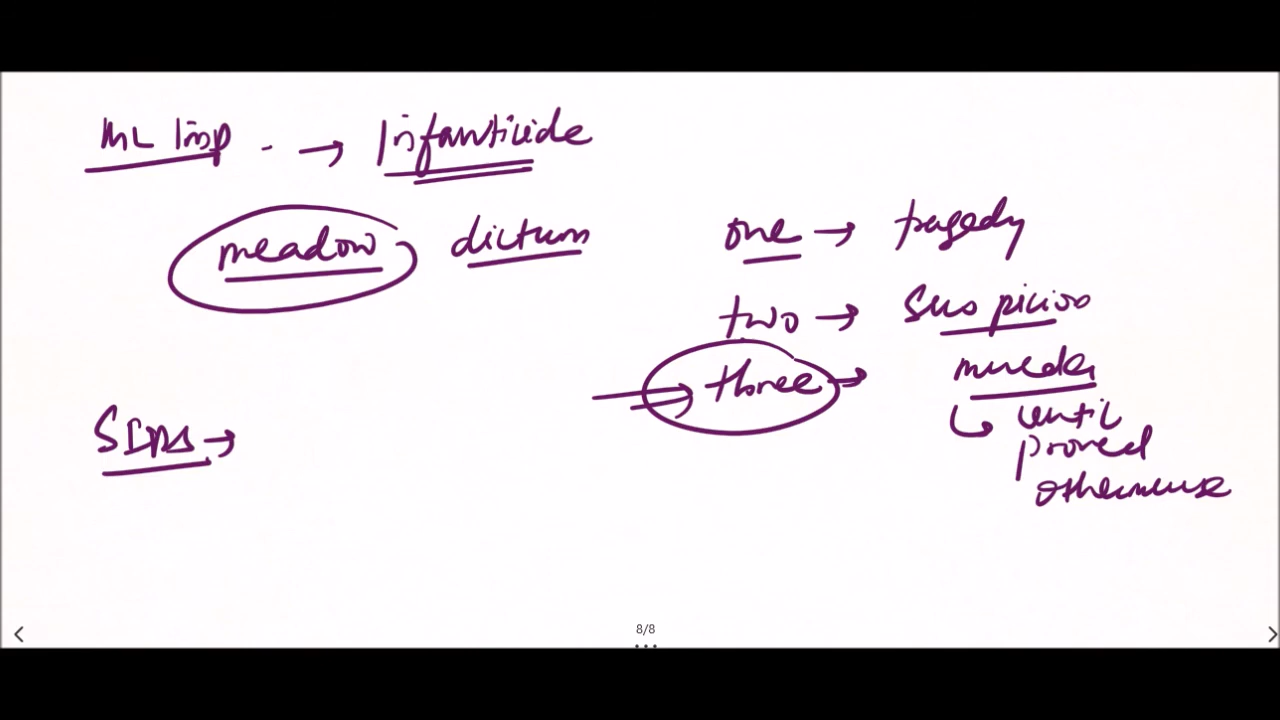 ML Imp → Infanticide
meadow dictum
one → tragedy
two → suspicion
three → murder
↳ until
proved
otherwise
SIDS →
8/8